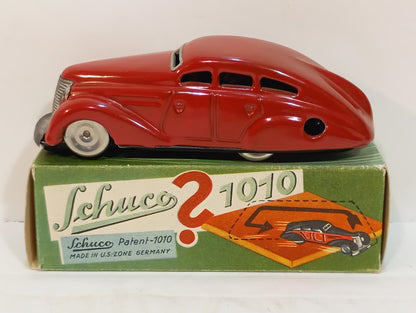 Schuco ? 1010
Schuco Patent-1010
MADE IN U.S. ZONE GERMANY